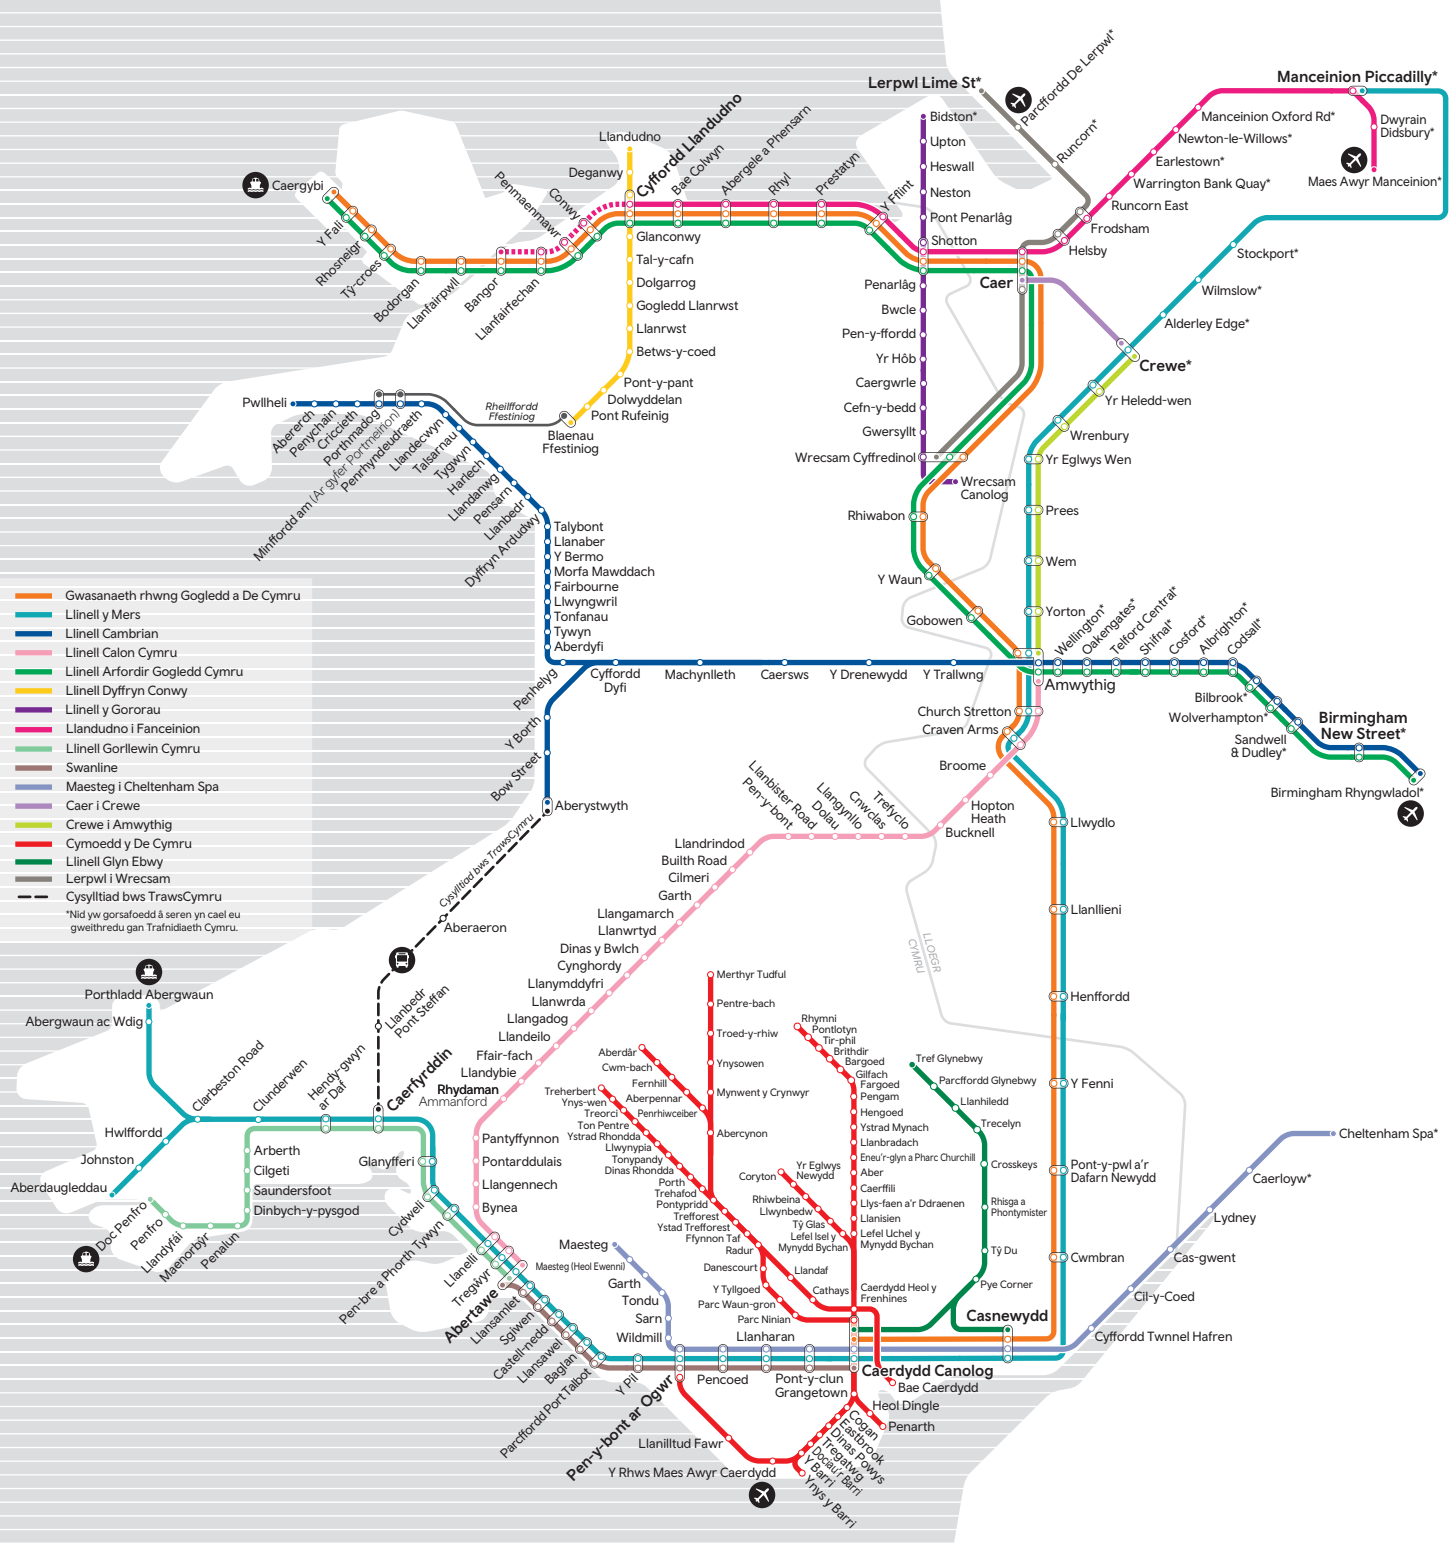 Lerpwl Lime St*
Parcffordd De Lerpwl*
Runcorn*
Manceinion Piccadilly*
Manceinion Oxford Rd*
Newton-le-Willows*
Earlestown*
Warrington Bank Quay*
Runcorn East
Frodsham
Helsby
Dwyrain
Didsbury*
Maes Awyr Manceinion*
Stockport*
Wilmslow*
Alderley Edge*
Crewe*
Yr Heledd-wen
Wrenbury
Yr Eglwys Wen
Prees
Wem
Yorton
Bidston*
Upton
Heswall
Neston
Pont Penarlâg
Shotton
Penarlâg
Bwcle
Pen-y-ffordd
Yr Hôb
Caergwrle
Cefn-y-bedd
Gwersyllt
Wrecsam Cyffredinol
Wrecsam
Canolog
Caer
Rhiwabon
Y Waun
Gobowen
Caergybi
Y Fali
Rhosneigr
Tŷ-croes
Bodorgan
Llanfairpwll
Bangor
Llanfairfechan
Penmaenmawr
Conwy
Cyffordd Llandudno
Bae Colwyn
Abergele a Phensarn
Rhyl
Prestatyn
Y Fflint
Llandudno
Deganwy
Glanconwy
Tal-y-cafn
Dolgarrog
Gogledd Llanrwst
Llanrwst
Betws-y-coed
Pont-y-pant
Dolwyddelan
Pont Rufeinig
Blaenau
Ffestiniog
Rheilffordd
Ffestiniog
Pwllheli
Abererch
Penychain
Criccieth
Porthmadog
Minffordd am (Ar gyfer Portmeirion)
Penrhyndeudraeth
Llandecwyn
Talsarnau
Tygwyn
Harlech
Llandanwg
Pensarn
Llanbedr
Dyffryn Ardudwy
Talybont
Llanaber
Y Bermo
Morfa Mawddach
Fairbourne
Llwyngwril
Tonfanau
Tywyn
Aberdyfi
Penhelyg
Cyffordd
Dyfi
Machynlleth
Caersws
Y Drenewydd
Y Trallwng
Amwythig
Wellington*
Oakengates*
Telford Central*
Shifnal*
Cosford*
Albrighton*
Codsall*
Bilbrook*
Wolverhampton*
Sandwell
& Dudley*
Birmingham
New Street*
Birmingham Rhyngwladol*
Y Borth
Bow Street
Aberystwyth
Cysylltiad bws TrawsCymru
Aberaeron
Llanbedr
Pont Steffan
Gwasanaeth rhwng Gogledd a De Cymru
Llinell y Mers
Llinell Cambrian
Llinell Calon Cymru
Llinell Arfordir Gogledd Cymru
Llinell Dyffryn Conwy
Llinell y Gororau
Llandudno i Fanceinion
Llinell Gorllewin Cymru
Swanline
Maesteg i Cheltenham Spa
Caer i Crewe
Crewe i Amwythig
Cymoedd y De Cymru
Llinell Glyn Ebwy
Lerpwl i Wrecsam
Cysylltiad bws TrawsCymru
*Nid yw gorsafoedd â seren yn cael eu
gweithredu gan Trafnidiaeth Cymru.
Church Stretton
Craven Arms
Broome
Hopton
Heath
Bucknell
Trefyclo
Cnwclas
Llangynllo
Dolau
Llanbister Road
Pen-y-bont
Llandrindod
Builth Road
Cilmeri
Garth
Llangamarch
Llanwrtyd
Dinas y Bwlch
Cynghordy
Llanymddyfri
Llanwrda
Llangadog
Llandeilo
Ffair-fach
Llandybie
Rhydaman
Ammanford
Pantyffynnon
Pontarddulais
Llangennech
Bynea
Llwydlo
Llanllieni
Henffordd
Y Fenni
Pont-y-pwl a'r
Dafarn Newydd
Cwmbran
LLOEGR
CYMRU
Porthladd Abergwaun
Abergwaun ac Wdig
Hwlffordd
Johnston
Aberdaugleddau
Clarbeston Road
Clunderwen
Hendy-gwyn
ar Daf
Caerfyrddin
Arberth
Cilgeti
Saundersfoot
Dinbych-y-pysgod
Doc Penfro
Penfro
Llandyfái
Maenorbŷr
Penalun
Glanyfferi
Cydweli
Pen-bre a Phorth Tywyn
Llanelli
Tregŵyr
Abertawe
Llansamlet
Sgiwen
Castell-nedd
Llansawel
Baglan
Parcffordd Port Talbot
Y Pîl
Pen-y-bont ar Ogwr
Pencoed
Llanharan
Pont-y-clun
Maesteg
Maesteg (Heol Ewenni)
Garth
Tondu
Sarn
Wildmill
Merthyr Tudful
Pentre-bach
Troed-y-rhiw
Ynysowen
Mynwent y Crynwyr
Abercynon
Aberdâr
Cwm-bach
Fernhill
Aberpennar
Penrhiwceiber
Treherbert
Ynys-wen
Treorci
Ton Pentre
Ystrad Rhondda
Llwynypia
Tonypandy
Dinas Rhondda
Porth
Trehafod
Pontypridd
Trefforest
Ystad Trefforest
Ffynnon Taf
Radur
Danescourt
Y Tyllgoed
Parc Waun-gron
Parc Ninian
Llandaf
Cathays
Rhymni
Pontlotyn
Tir-phil
Brithdir
Bargoed
Gilfach
Fargoed
Pengam
Hengoed
Ystrad Mynach
Llanbradach
Eneu'r-glyn a Pharc Churchill
Aber
Caerffili
Llys-faen a'r Ddraenen
Llanisien
Lefel Uchel y
Mynydd Bychan
Coryton
Yr Eglwys
Newydd
Rhiwbeina
Llwynbedw
Tŷ Glas
Lefel Isel y
Mynydd Bychan
Caerdydd Heol y
Frenhines
Caerdydd Canolog
Bae Caerdydd
Grangetown
Heol Dingle
Penarth
Cogan
Eastbrook
Dinas Powys
Tregatwg
Dociau'r Barri
Y Barri
Ynys y Barri
Llanilltud Fawr
Y Rhws Maes Awyr Caerdydd
Tref Glynebwy
Parcffordd Glynebwy
Llanhiledd
Trecelyn
Crosskeys
Rhisga a
Phontymister
Tŷ Du
Pye Corner
Casnewydd
Cyffordd Twnnel Hafren
Cil-y-Coed
Cas-gwent
Lydney
Caerloyw*
Cheltenham Spa*